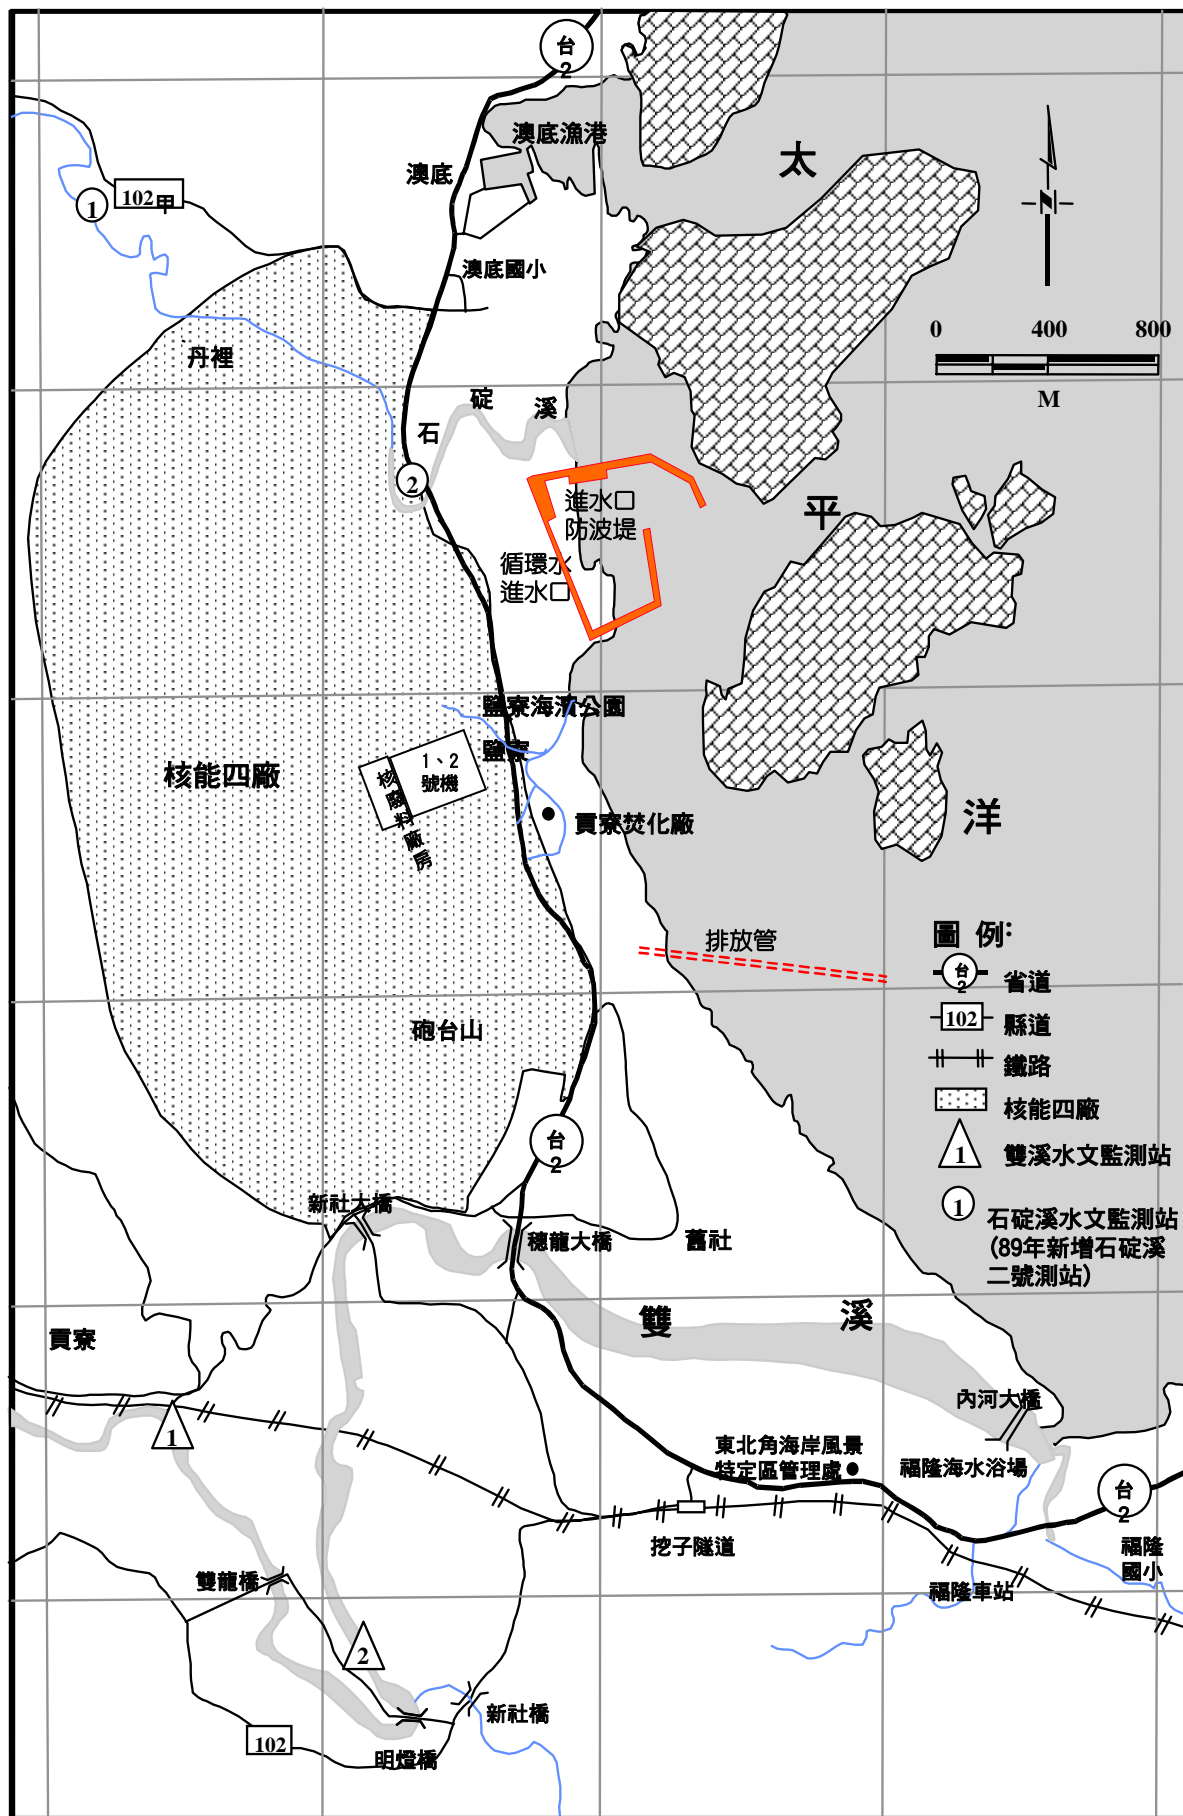 台
2
澳底漁港
太
澳底
102甲
1
澳底國小
0 400 800
M
丹裡
碇
溪
石
2
進水口
防波堤
平
循環水
進水口
鹽寮海濱公園
鹽寮
1、2
號機
核能四廠
核廢料廠房
洋
貢寮焚化廠
排放管
圖 例:
台
2
省道
102
縣道
鐵路
核能四廠
1
雙溪水文監測站
1
石碇溪水文監測站
(89年新增石碇溪
二號測站)
砲台山
台
2
新社大橋
穗龍大橋
舊社
雙
溪
貢寮
1
內河大橋
東北角海岸風景
特定區管理處
福隆海水浴場
台
2
挖子隧道
福隆
國小
雙龍橋
福隆車站
2
新社橋
102
明燈橋